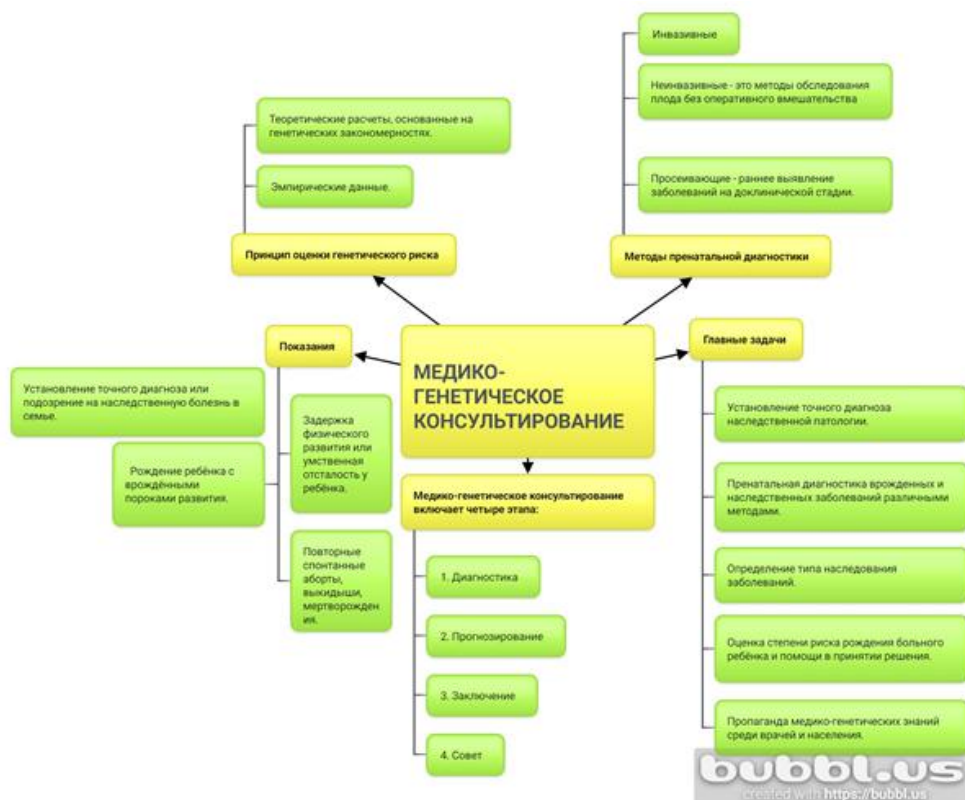 Инвазивные
Неинвазивные - это методы обследования
плода без оперативного вмешательства
Просеивающие - раннее выявление
заболеваний на доклинической стадии.
Методы пренатальной диагностики
Теоретические расчеты, основанные на
генетических закономерностях.
Эмпирические данные.
Принцип оценки генетического риска
МЕДИКО-
ГЕНЕТИЧЕСКОЕ
КОНСУЛЬТИРОВАНИЕ
Показания
Установление точного диагноза или
подозрение на наследственную болезнь в
семье.
Рождение ребёнка с
врождёнными
пороками развития.
Задержка
физического
развития или
умственная
отсталость у
ребёнка.
Повторные
спонтанные
аборты,
выкидыши,
мертворожден
ия.
Медико-генетическое консультирование
включает четыре этапа:
1. Диагностика
2. Прогнозирование
3. Заключение
4. Совет
Главные задачи
Установление точного диагноза
наследственной патологии.
Пренатальная диагностика врожденных и
наследственных заболеваний различными
методами.
Определение типа наследования
заболеваний.
Оценка степени риска рождения больного
ребёнка и помощи в принятии решения.
Пропаганда медико-генетических знаний
среди врачей и населения.
bubbl.us
created with https://bubbl.us